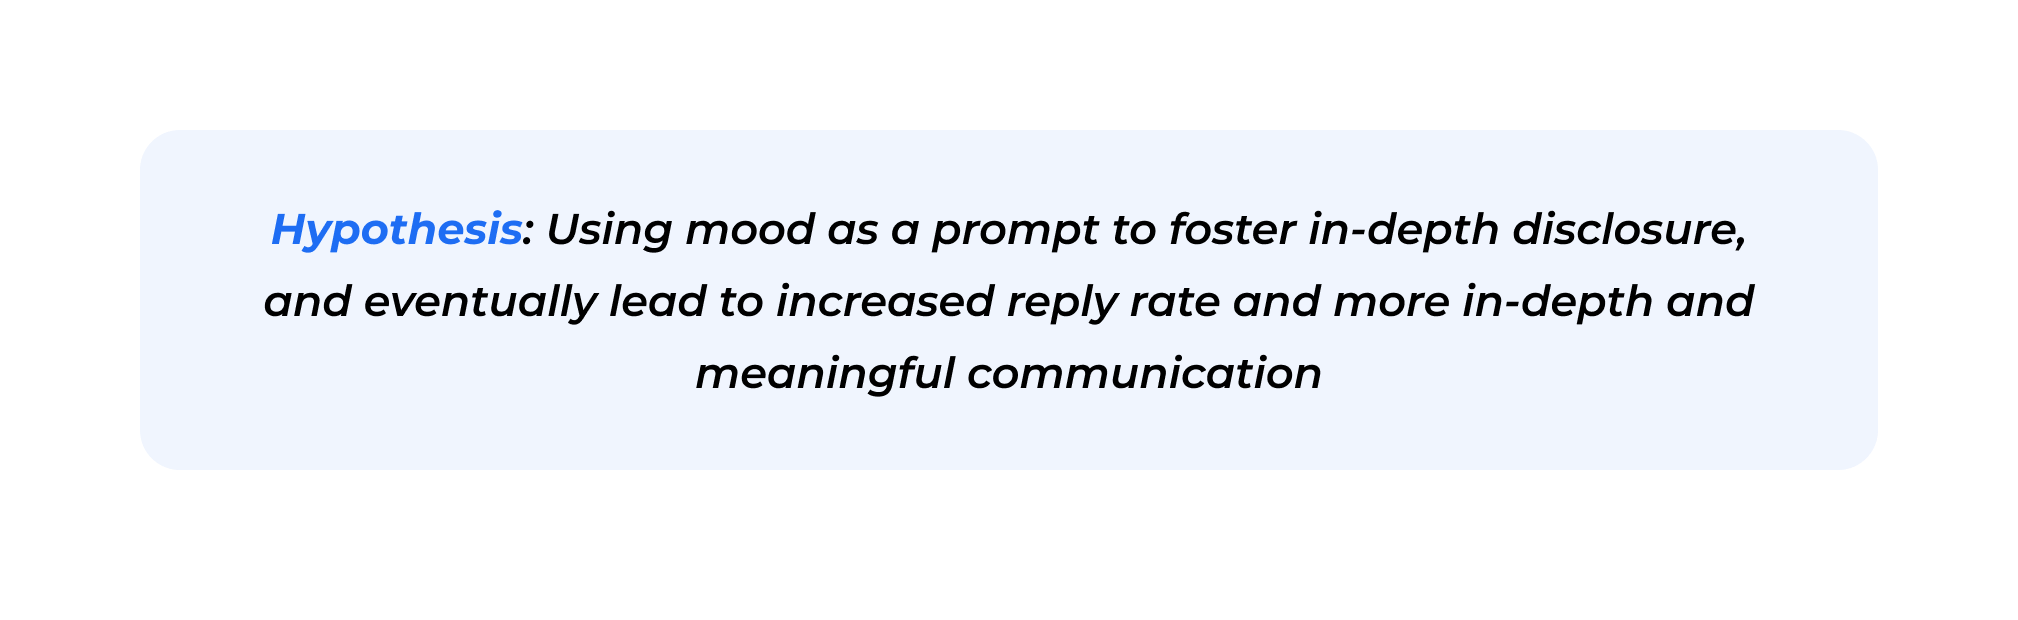 Hypothesis: Using mood as a prompt to foster in-depth disclosure,
and eventually lead to increased reply rate and more in-depth and
meaningful communication